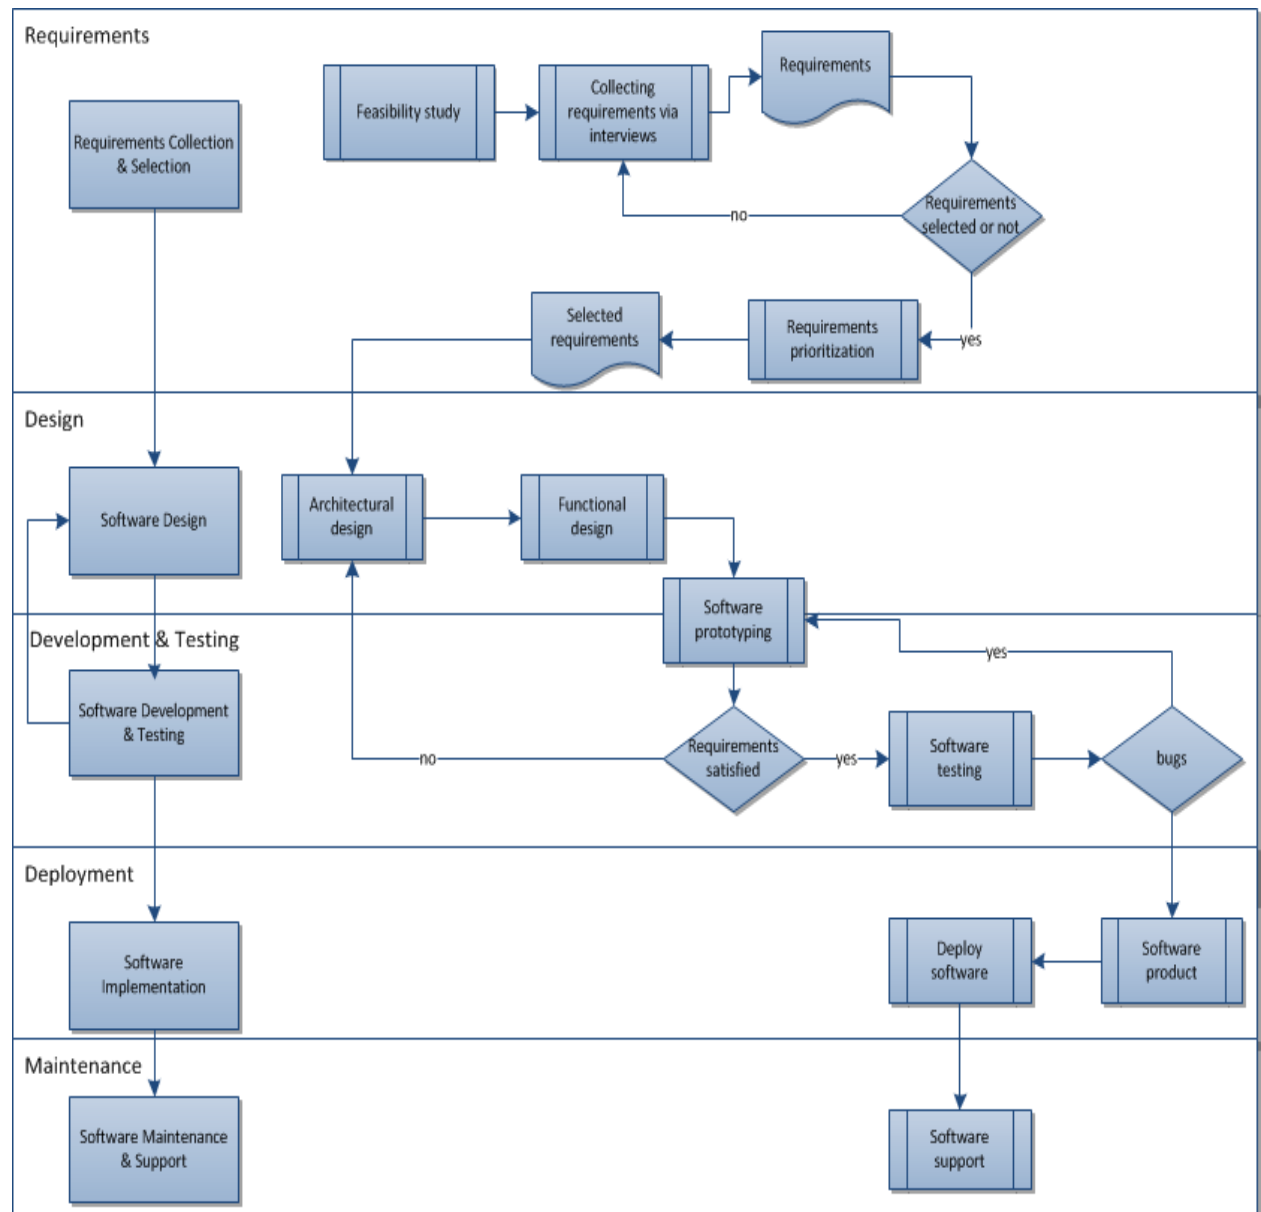 Requirements
Requirements Collection
& Selection
Feasibility study
Collecting
requirements via
interviews
Requirements
Requirements
selected or not
no
yes
Requirements
prioritization
Selected
requirements
Design
Software Design
Architectural
design
Functional
design
Software
prototyping
Development & Testing
Software Development
& Testing
Requirements
satisfied
no
yes
Software
testing
bugs
yes
Deployment
Software
Implementation
Deploy
software
Software
product
Maintenance
Software Maintenance
& Support
Software
support